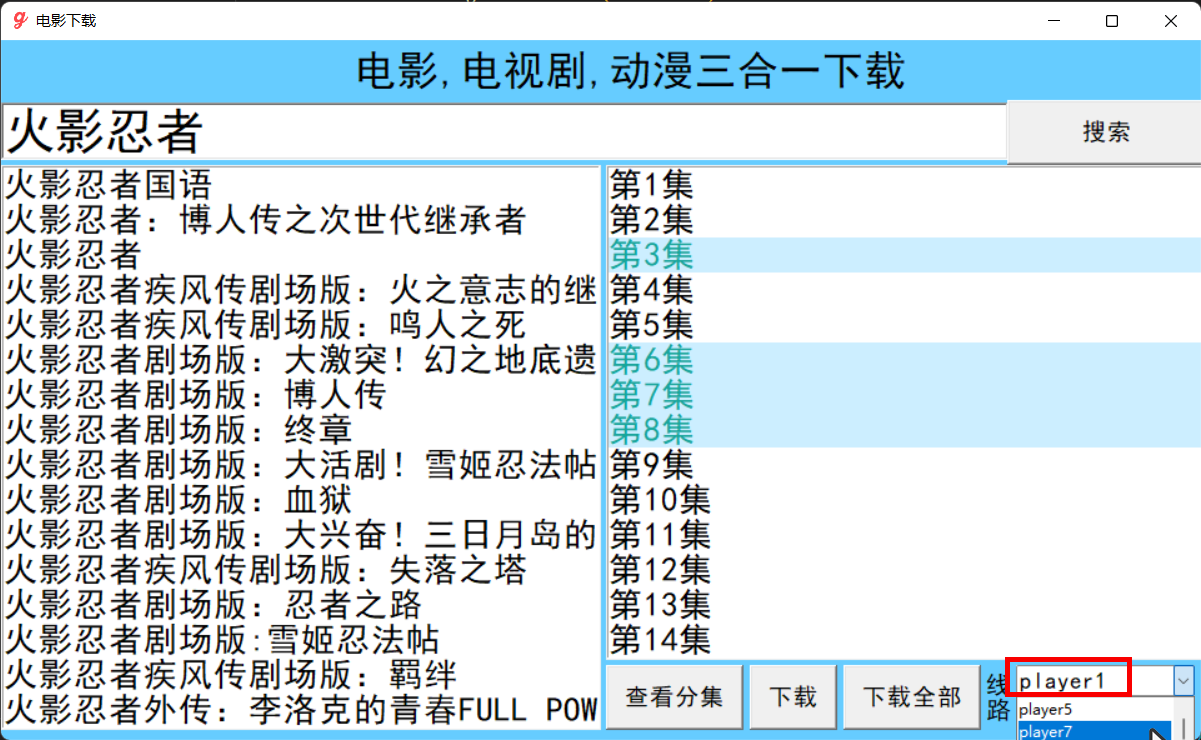 电影下载
电影,电视剧,动漫三合一下载
火影忍者
搜索
火影忍者国语
火影忍者：博人传之次世代继承者
火影忍者
火影忍者疾风传剧场版：火之意志的继
火影忍者疾风传剧场版：鸣人之死
火影忍者剧场版：大激突！幻之地底遗
火影忍者剧场版：博人传
火影忍者剧场版：终章
火影忍者剧场版：大活剧！雪姬忍法帖
火影忍者剧场版：血狱
火影忍者剧场版：大兴奋！三日月岛的
火影忍者疾风传剧场版：失落之塔
火影忍者剧场版：忍者之路
火影忍者剧场版:雪姬忍法帖
火影忍者疾风传剧场版：羁绊
火影忍者外传：李洛克的青春FULL POW
第1集
第2集
第3集
第4集
第5集
第6集
第7集
第8集
第9集
第10集
第11集
第12集
第13集
第14集
查看分集
下载
下载全部
线路
player1
player5
player7